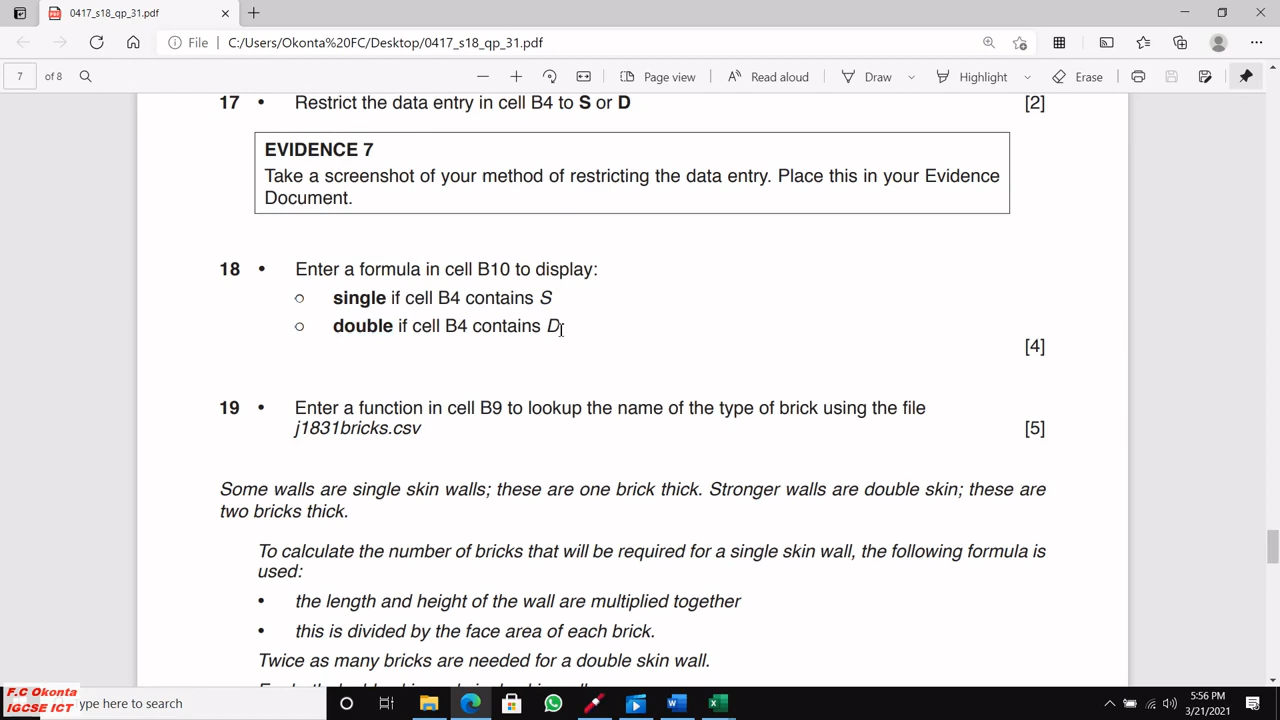 0417_s18_qp_31.pdf
File
C:/Users/Okonta%20FC/Desktop/0417_s18_qp_31.pdf
7 of 8
Page view
Read aloud
Draw
Highlight
Erase
17 • Restrict the data entry in cell B4 to S or D [2]
EVIDENCE 7
Take a screenshot of your method of restricting the data entry. Place this in your Evidence
Document.
18 • Enter a formula in cell B10 to display:
single if cell B4 contains S
double if cell B4 contains D
[4]
19 • Enter a function in cell B9 to lookup the name of the type of brick using the file
j1831bricks.csv [5]
Some walls are single skin walls; these are one brick thick. Stronger walls are double skin; these are
two bricks thick.
To calculate the number of bricks that will be required for a single skin wall, the following formula is
used:
• the length and height of the wall are multiplied together
• this is divided by the face area of each brick.
Twice as many bricks are needed for a double skin wall.
F.C Okonta
IGCSE ICT
ype here to search
5:56 PM
3/21/2021